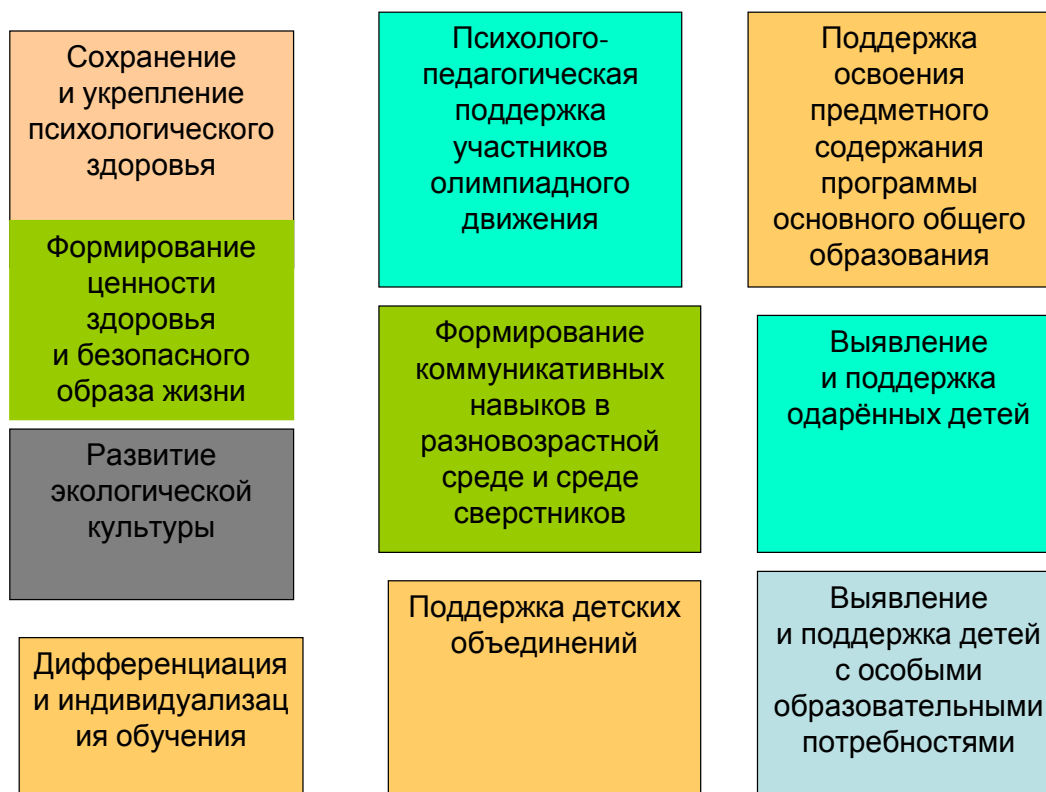 Сохранение
и укрепление
психологического
здоровья
Формирование
ценности
здоровья
и безопасного
образа жизни
Развитие
экологической
культуры
Дифференциация
и индивидуализац
ия обучения
Психолого-
педагогическая
поддержка
участников
олимпиадного
движения
Формирование
коммуникативных
навыков в
разновозрастной
среде и среде
сверстников
Поддержка детских
объединений
Поддержка
освоения
предметного
содержания
программы
основного общего
образования
Выявление
и поддержка
одарённых детей
Выявление
и поддержка детей
с особыми
образовательными
потребностями